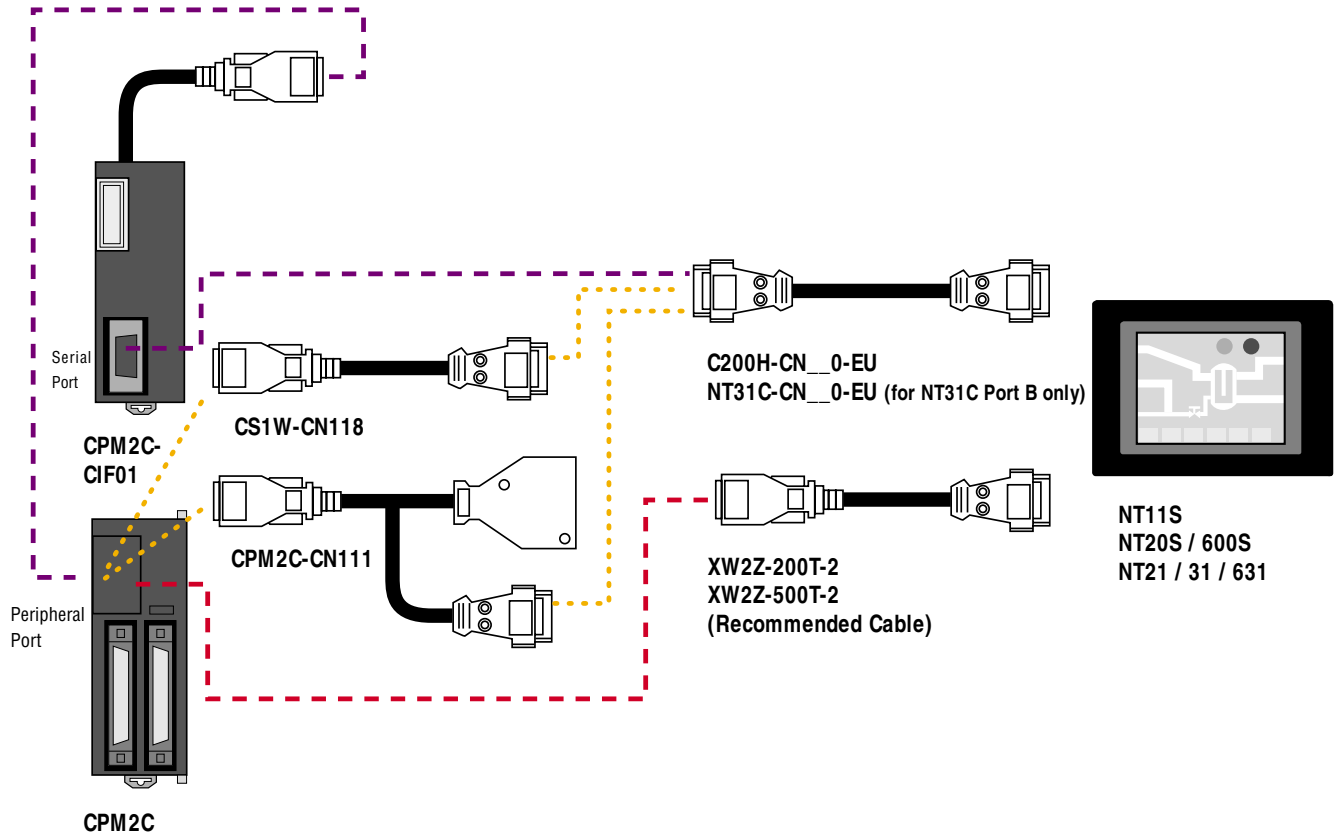 Serial
Port
CPM2C-
CIF01
CS1W-CN118
C200H-CN__0-EU
NT31C-CN__0-EU (for NT31C Port B only)
CPM2C-CN111
XW2Z-200T-2
XW2Z-500T-2
(Recommended Cable)
NT11S
NT20S / 600S
NT21 / 31 / 631
Peripheral
Port
CPM2C